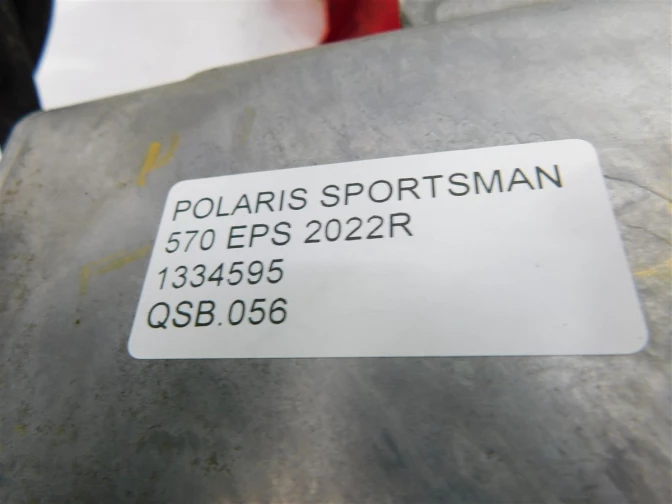 POLARIS SPORTSMAN
570 EPS 2022R
1334595
QSB.056